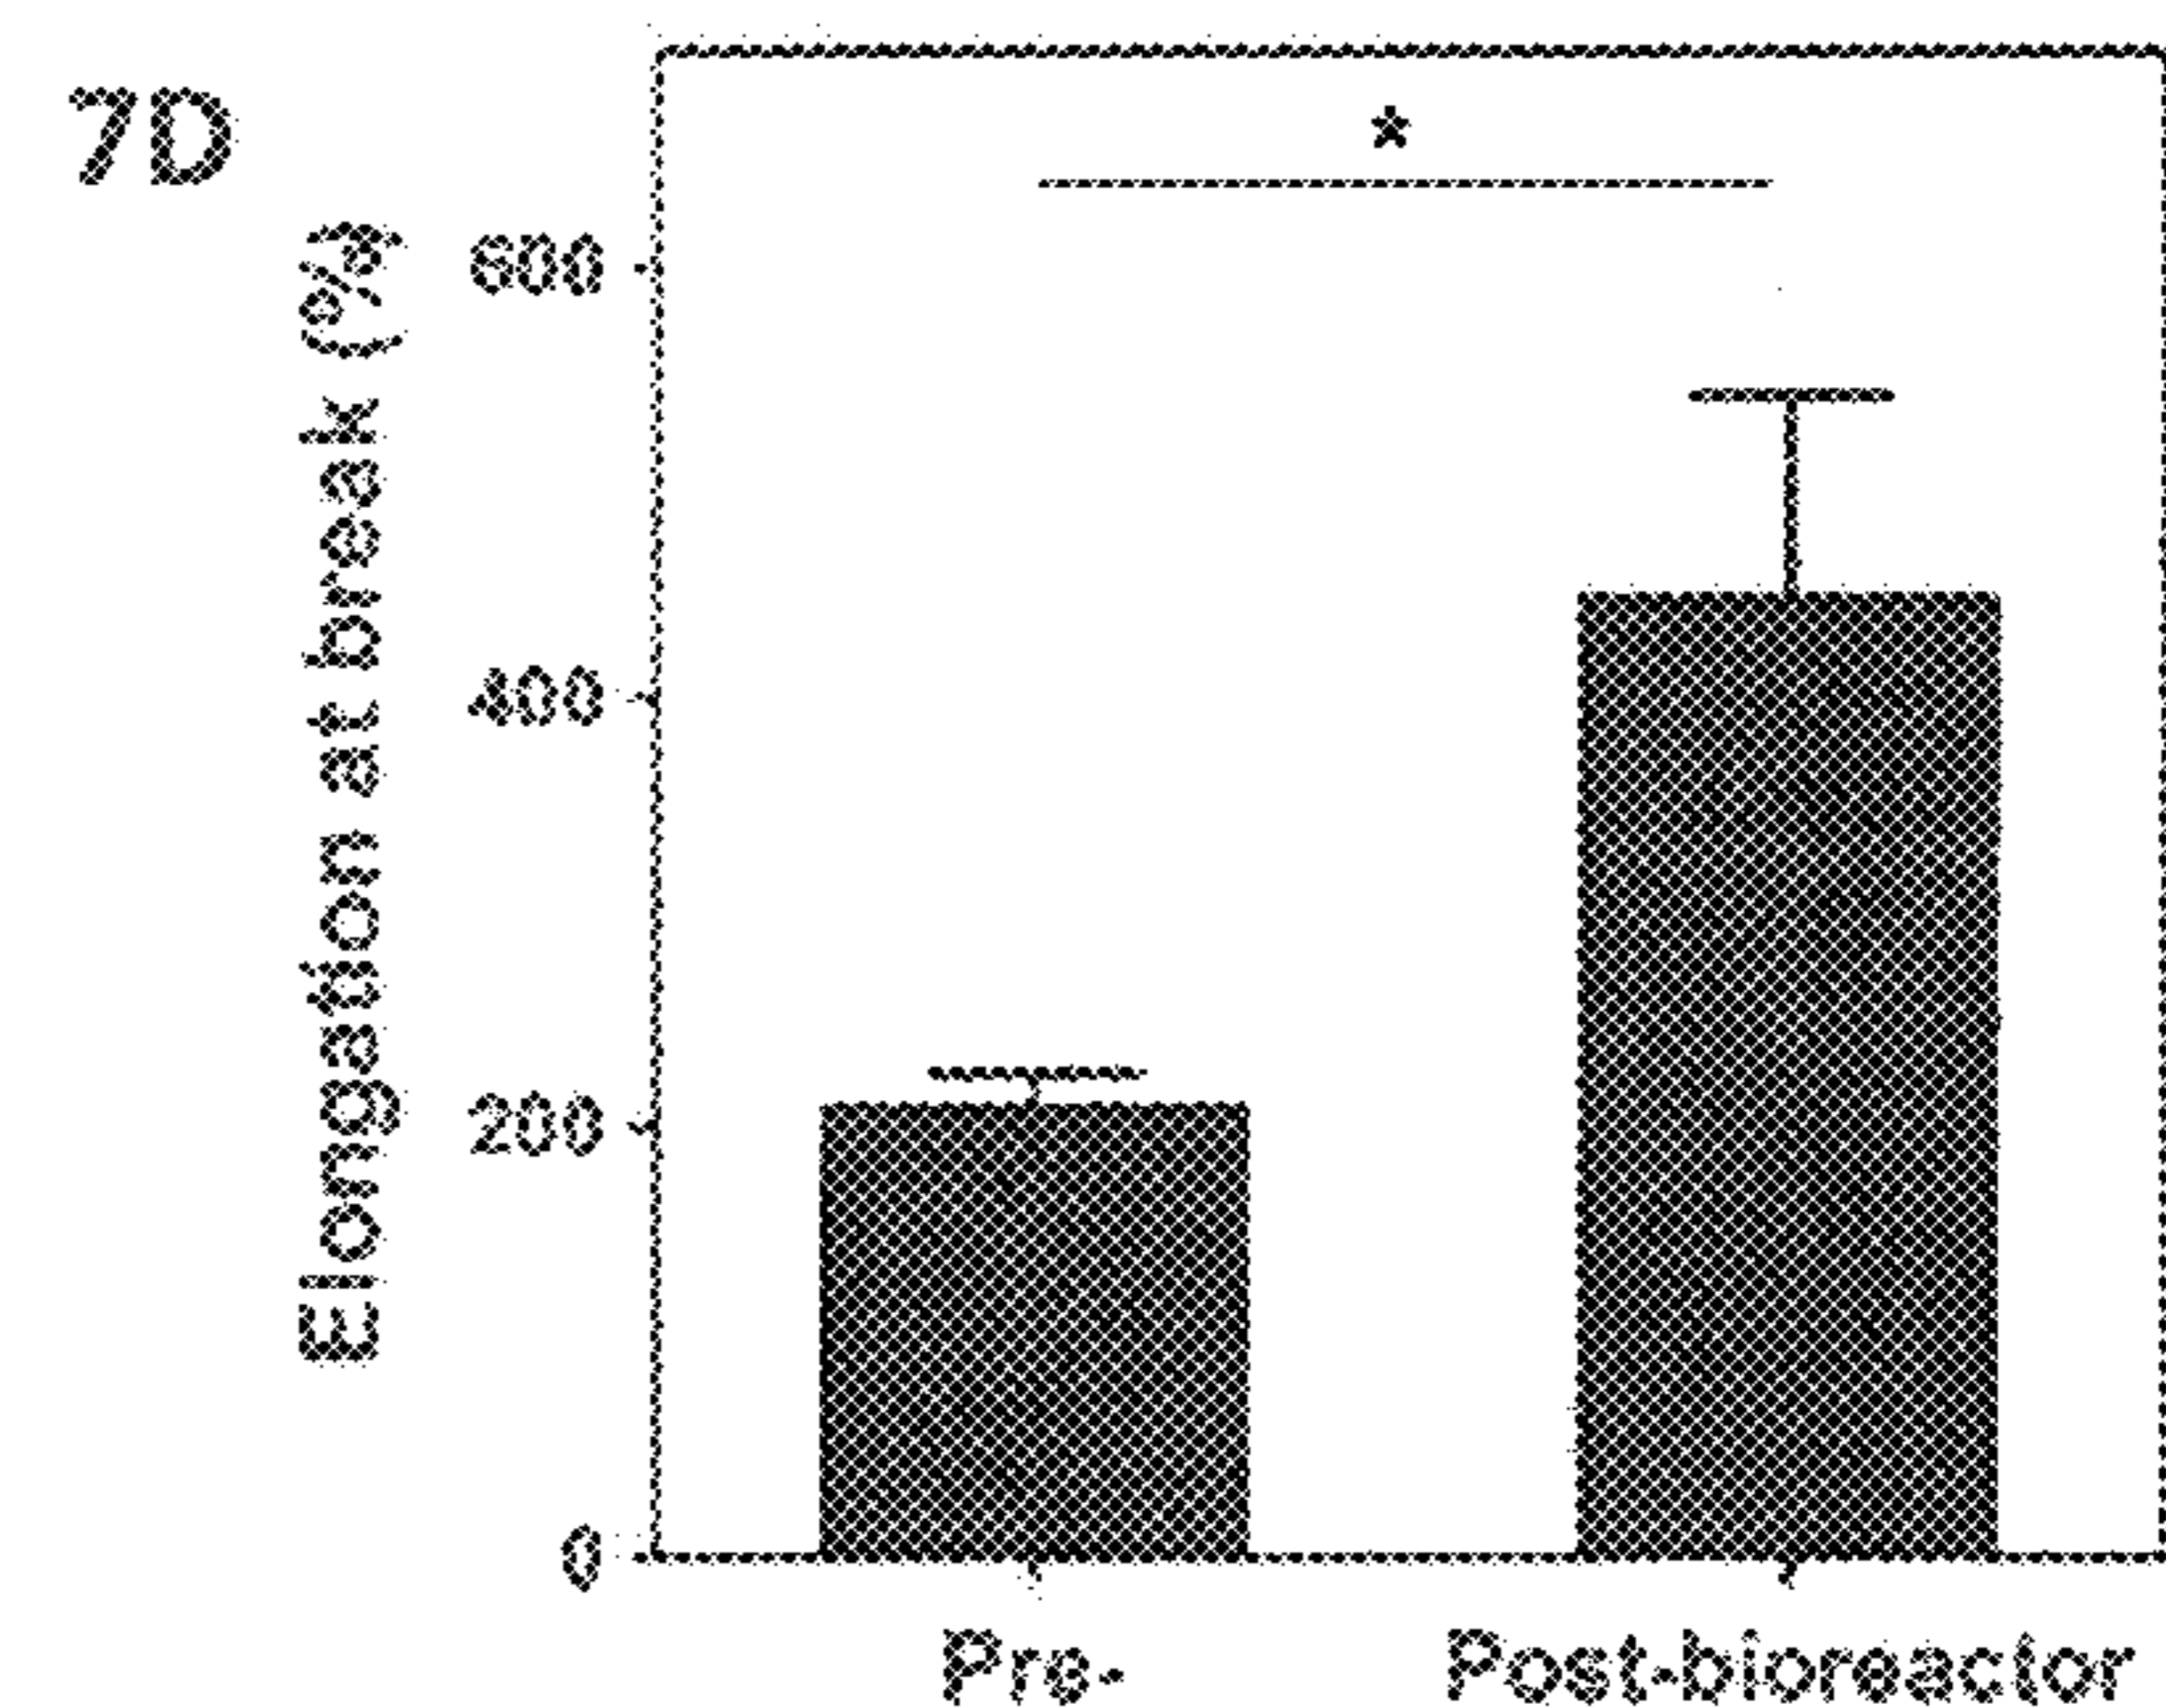 7D
Elongation at break (%)
*
600
400
200
0
Pre-
Post-bioreactor